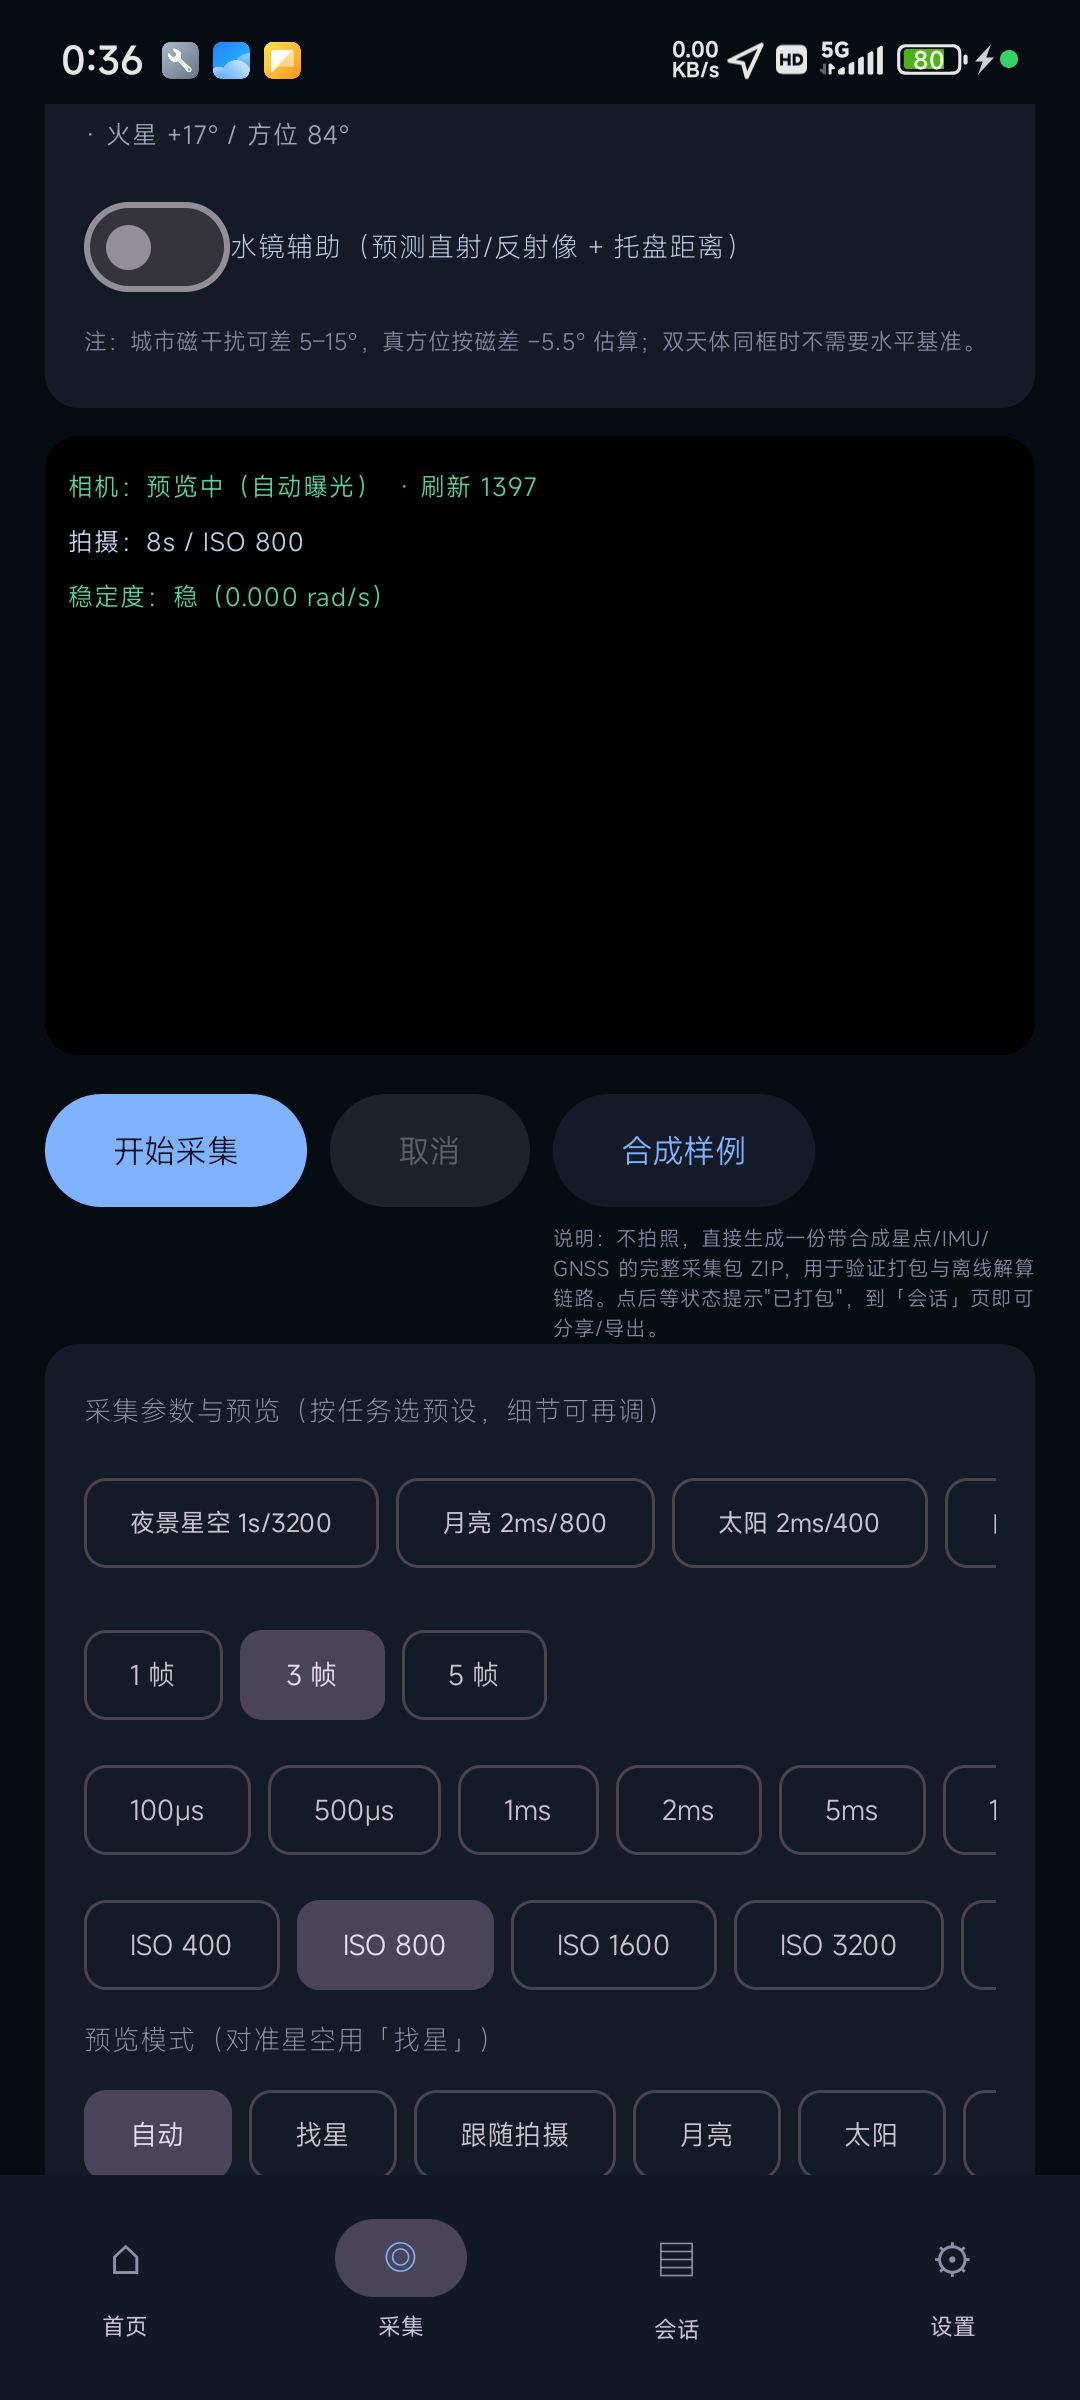 0:36
0.00 KB/s HD 5G 80
· 火星 +17° / 方位 84°
水镜辅助（预测直射/反射像 + 托盘距离）
注：城市磁干扰可差 5–15°，真方位按磁差 −5.5° 估算；双天体同框时不需要水平基准。
相机：预览中（自动曝光） · 刷新 1397
拍摄：8s / ISO 800
稳定度：稳（0.000 rad/s）
开始采集 取消 合成样例
说明：不拍照，直接生成一份带合成星点/IMU/
GNSS 的完整采集包 ZIP，用于验证打包与离线解算
链路。点后等状态提示"已打包"，到「会话」页即可
分享/导出。
采集参数与预览（按任务选预设，细节可再调）
夜景星空 1s/3200 月亮 2ms/800 太阳 2ms/400
1 帧 3 帧 5 帧
100μs 500μs 1ms 2ms 5ms 1
ISO 400 ISO 800 ISO 1600 ISO 3200
预览模式（对准星空用「找星」）
自动 找星 跟随拍摄 月亮 太阳
首页 采集 会话 设置